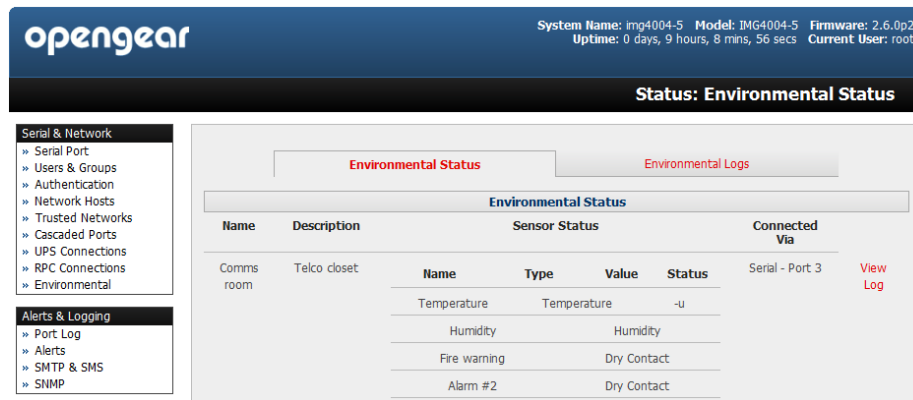 opengear
System Name: img4004-5 Model: IMG4004-5 Firmware: 2.6.0p2
Uptime: 0 days, 9 hours, 8 mins, 56 secs Current User: root
Status: Environmental Status
Serial & Network
» Serial Port
» Users & Groups
» Authentication
» Network Hosts
» Trusted Networks
» Cascaded Ports
» UPS Connections
» RPC Connections
» Environmental
Alerts & Logging
» Port Log
» Alerts
» SMTP & SMS
» SNMP
Environmental Status Environmental Logs
Environmental Status
Name Description Sensor Status Connected
Via
Comms Telco closet Name Type Value Status Serial - Port 3 View
room Log
Temperature Temperature -u
Humidity Humidity
Fire warning Dry Contact
Alarm #2 Dry Contact